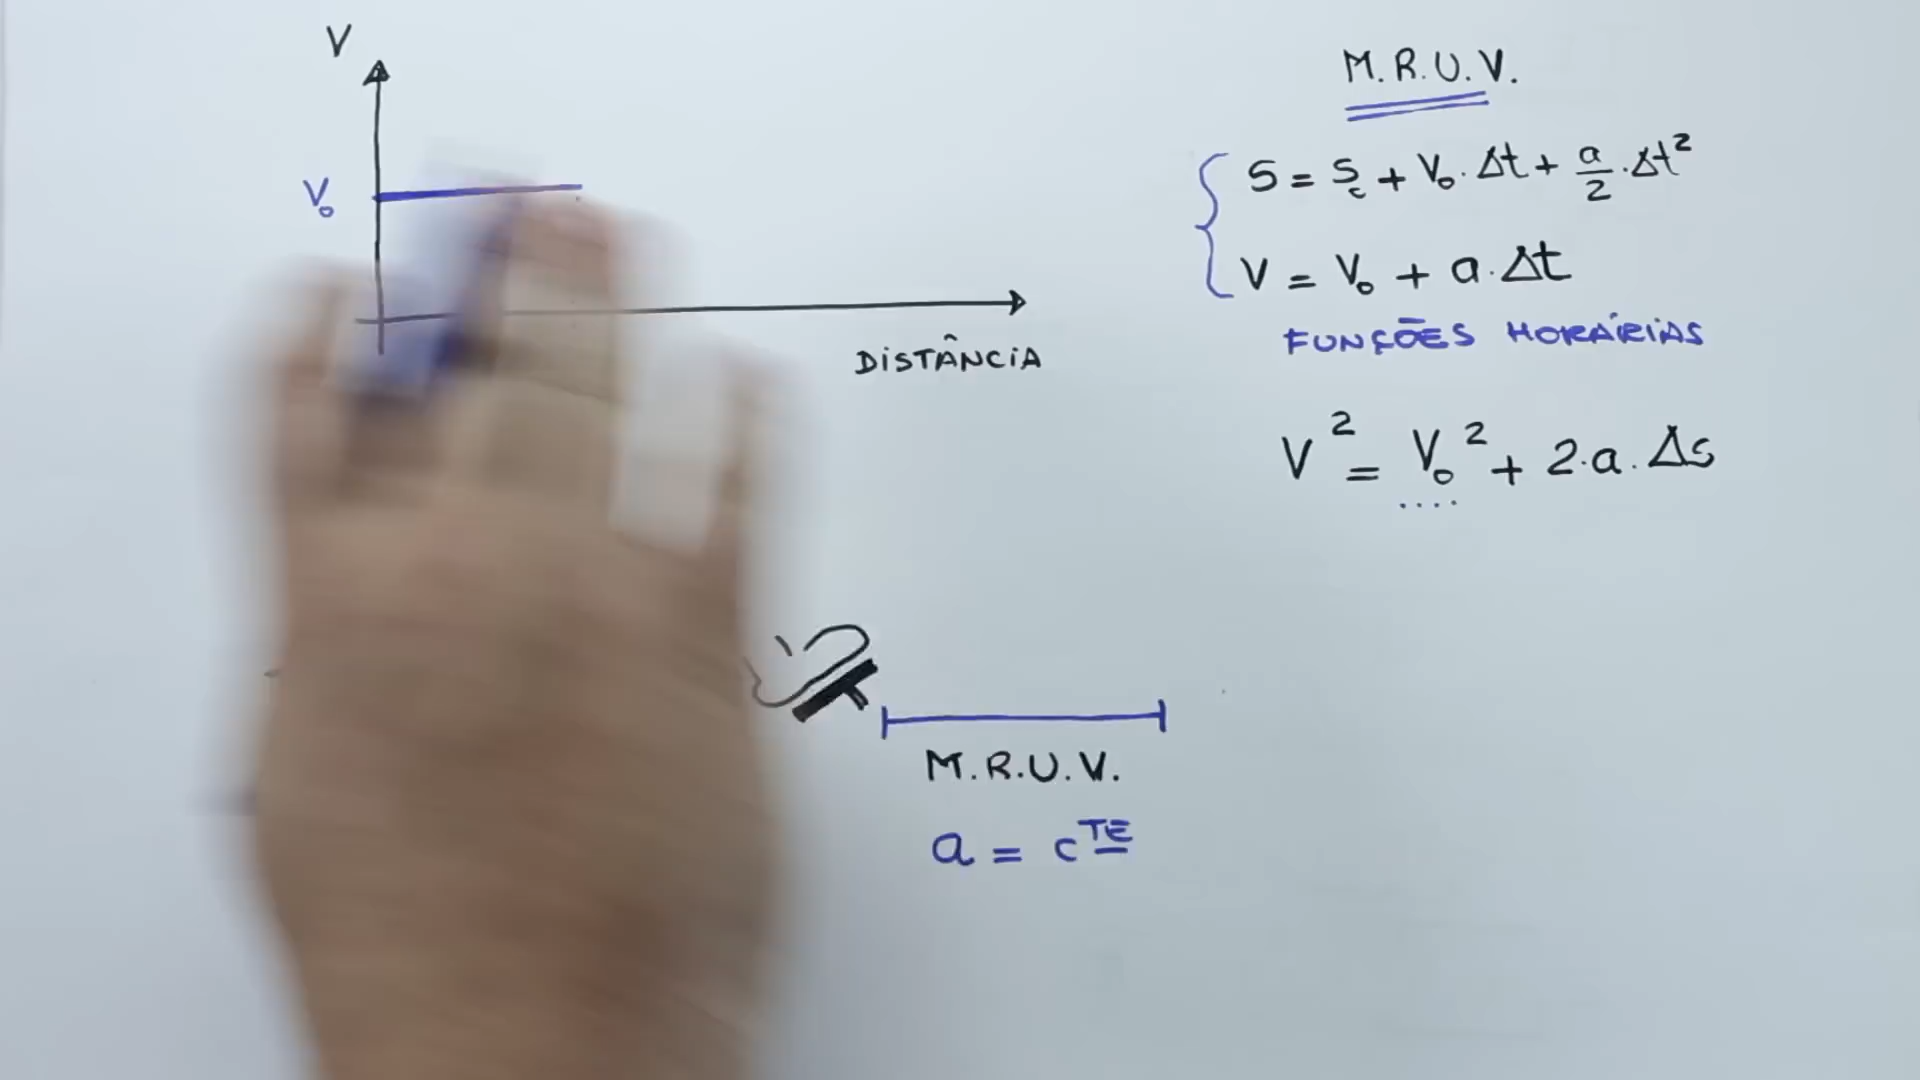 V
V₀
DISTÂNCIA
M.R.U.V.
S = S₀ + V₀.Δt + a/2.Δt²
V = V₀ + a.Δt
FUNÇÕES HORÁRIAS
V² = V₀² + 2.a.Δs
M.R.U.V.
a = cᵀᴱ